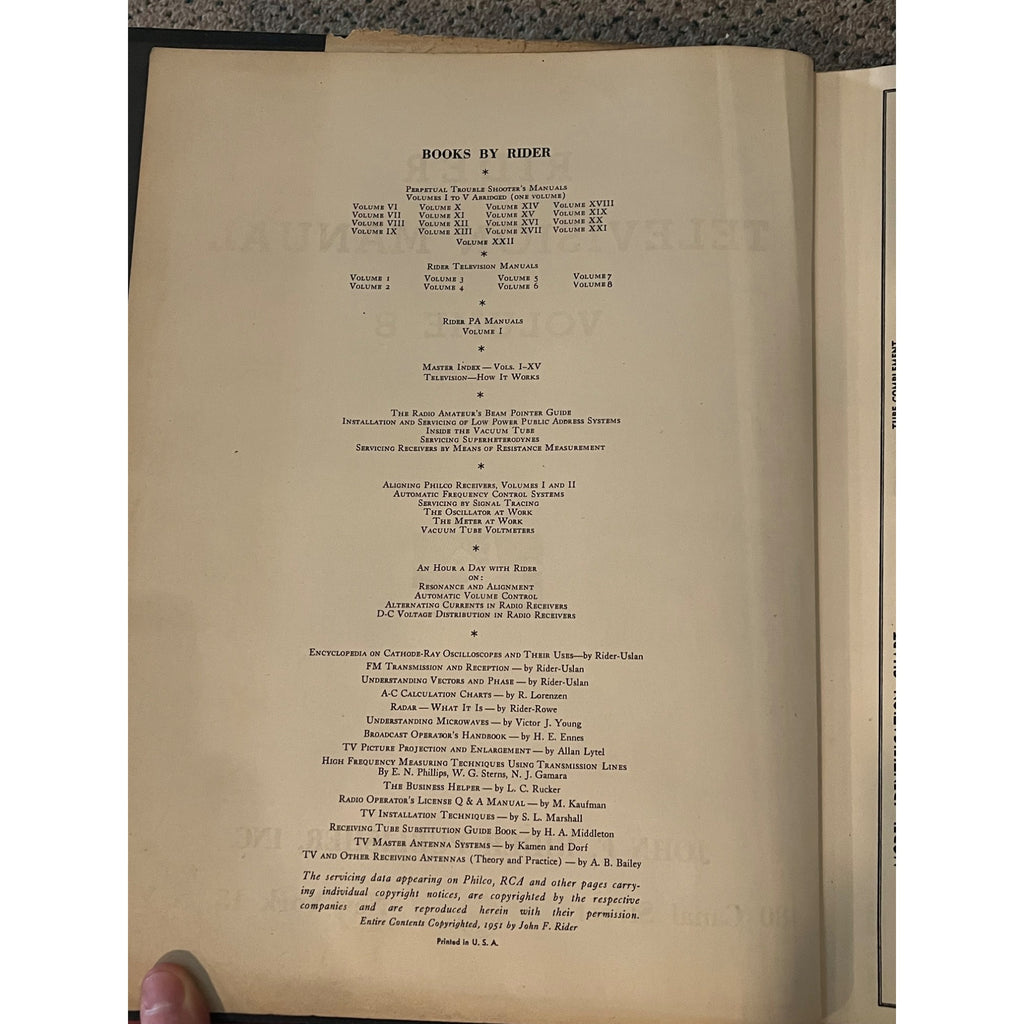 BOOKS BY RIDER
*
PERPETUAL TROUBLE SHOOTER'S MANUALS
VOLUMES I TO V ABRIDGED (ONE VOLUME)
VOLUME VI VOLUME X VOLUME XIV VOLUME XVIII
VOLUME VII VOLUME XI VOLUME XV VOLUME XIX
VOLUME VIII VOLUME XII VOLUME XVI VOLUME XX
VOLUME IX VOLUME XIII VOLUME XVII VOLUME XXI
VOLUME XXII
*
RIDER TELEVISION MANUALS
VOLUME 1 VOLUME 3 VOLUME 5 VOLUME 7
VOLUME 2 VOLUME 4 VOLUME 6 VOLUME 8
*
RIDER PA MANUALS
VOLUME I
*
MASTER INDEX — VOLS. I–XV
TELEVISION—HOW IT WORKS
*
THE RADIO AMATEUR'S BEAM POINTER GUIDE
INSTALLATION AND SERVICING OF LOW POWER PUBLIC ADDRESS SYSTEMS
INSIDE THE VACUUM TUBE
SERVICING SUPERHETERODYNES
SERVICING RECEIVERS BY MEANS OF RESISTANCE MEASUREMENT
*
ALIGNING PHILCO RECEIVERS, VOLUMES I AND II
AUTOMATIC FREQUENCY CONTROL SYSTEMS
SERVICING BY SIGNAL TRACING
THE OSCILLATOR AT WORK
THE METER AT WORK
VACUUM TUBE VOLTMETERS
*
AN HOUR A DAY WITH RIDER
ON:
RESONANCE AND ALIGNMENT
AUTOMATIC VOLUME CONTROL
ALTERNATING CURRENTS IN RADIO RECEIVERS
D-C VOLTAGE DISTRIBUTION IN RADIO RECEIVERS
*
ENCYCLOPEDIA ON CATHODE-RAY OSCILLOSCOPES AND THEIR USES—by Rider-Uslan
FM TRANSMISSION AND RECEPTION — by Rider-Uslan
UNDERSTANDING VECTORS AND PHASE — by Rider-Uslan
A-C CALCULATION CHARTS — by R. Lorenzen
RADAR — WHAT IT IS — by Rider-Rowe
UNDERSTANDING MICROWAVES — by Victor J. Young
BROADCAST OPERATOR'S HANDBOOK — by H. E. Ennes
TV PICTURE PROJECTION AND ENLARGEMENT — by Allan Lytel
HIGH FREQUENCY MEASURING TECHNIQUES USING TRANSMISSION LINES
By E. N. Phillips, W. G. Sterns, N. J. Gamara
THE BUSINESS HELPER — by L. C. Rucker
RADIO OPERATOR'S LICENSE Q & A MANUAL — by M. Kaufman
TV INSTALLATION TECHNIQUES — by S. L. Marshall
RECEIVING TUBE SUBSTITUTION GUIDE BOOK — by H. A. Middleton
TV MASTER ANTENNA SYSTEMS — by Kamen and Dorf
TV AND OTHER RECEIVING ANTENNAS (Theory and Practice) — by A. B. Bailey
The servicing data appearing on Philco, RCA and other pages carry-
ing individual copyright notices, are copyrighted by the respective
companies and are reproduced herein with their permission.
Entire Contents Copyrighted, 1951 by John F. Rider
Printed in U. S. A.
TUBE COMPLEMENT
MODEL IDENTIFICATION CHART